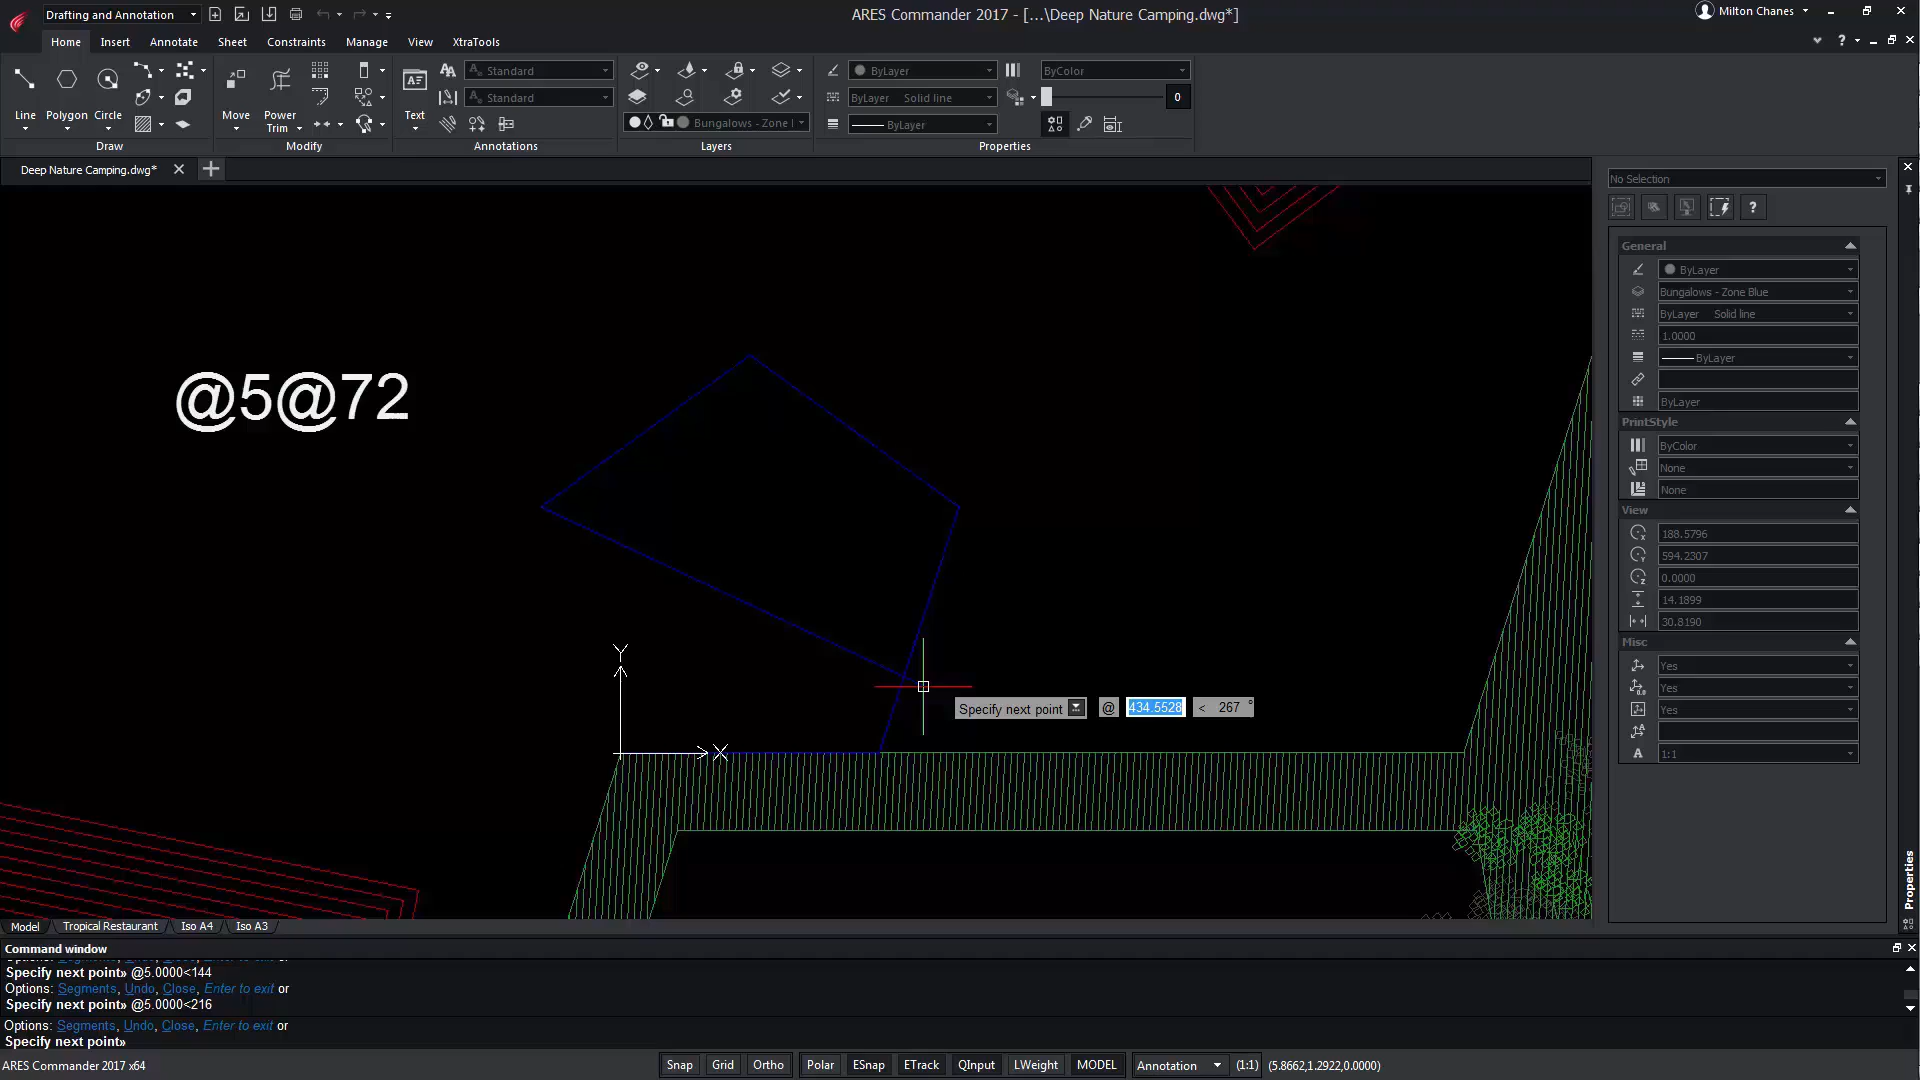 Drafting and Annotation
ARES Commander 2017 - [...\Deep Nature Camping.dwg*]
Milton Chanes
Home Insert Annotate Sheet Constraints Manage View XtraTools
Line Polygon Circle
Move Power Trim
Text
Standard
Standard
Bungalows - Zone
ByLayer
ByLayer Solid line
ByLayer
ByColor
0
Draw Modify Annotations Layers Properties
Deep Nature Camping.dwg*
No Selection
General
ByLayer
Bungalows - Zone Blue
ByLayer Solid line
1.0000
ByLayer
ByLayer
PrintStyle
ByColor
None
None
View
188.5796
594.2307
0.0000
14.1899
30.8190
Misc
Yes
Yes
Yes
1:1
Properties
@5@72
Y
X
Specify next point @ 434.5528 < 267 °
Model Tropical Restaurant Iso A4 Iso A3
Command window
Options: Segments, Undo, Close, Enter to exit or
Specify next point» @5.0000<144
Options: Segments, Undo, Close, Enter to exit or
Specify next point» @5.0000<216
Options: Segments, Undo, Close, Enter to exit or
Specify next point»
ARES Commander 2017 x64
Snap Grid Ortho Polar ESnap ETrack QInput LWeight MODEL Annotation (1:1) (5.8662,1.2922,0.0000)